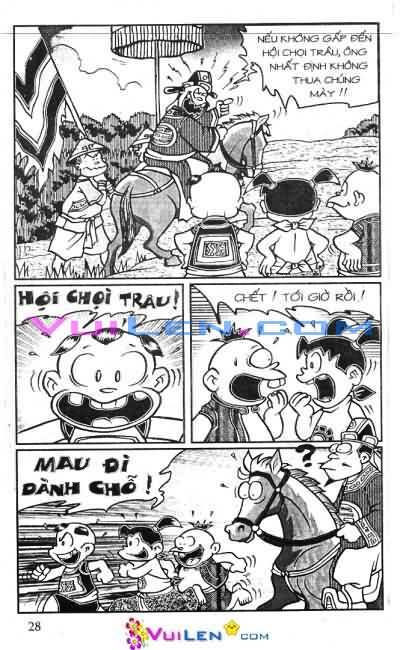 NẾU KHÔNG GẤP ĐẾN
HỘI CHỌI TRÂU, ÔNG
NHẤT ĐỊNH KHÔNG
THUA CHÚNG
MÀY !!
HỘI CHỌI TRÂU!
CHẾT ! TỚI GIỜ RỒI !
VUILEN.COM
MAU ĐI
DÀNH CHỖ !
?
28
VUILEN COM